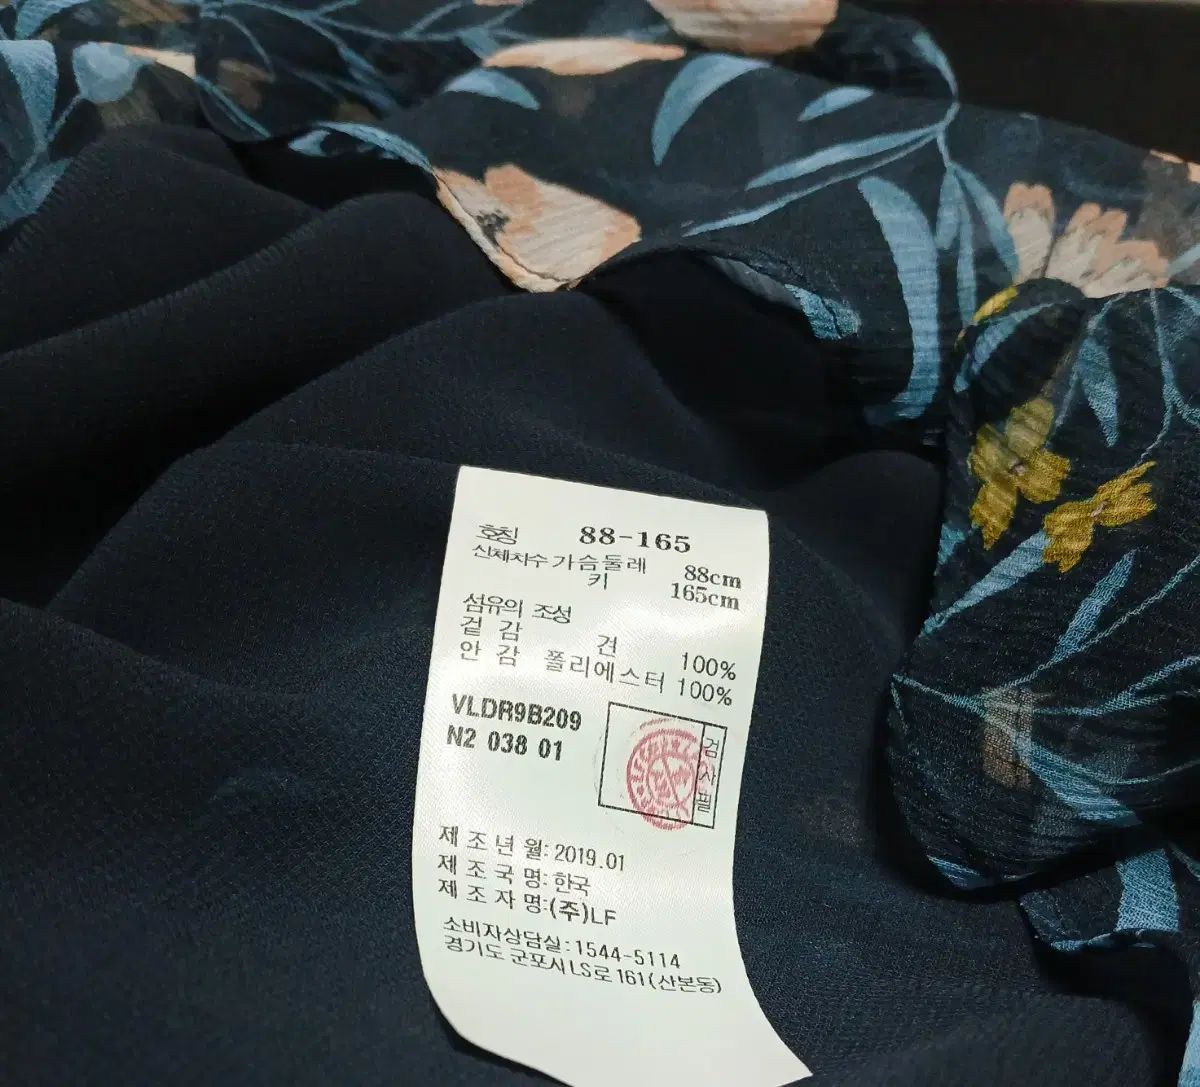 호칭 88-165
신체치수 가슴둘레 88cm
키 165cm
섬유의 조성
겉 감 견 100%
안 감 폴리에스터 100%
VLDR9B209
N2 038 01
검사필
제 조 년 월: 2019.01
제 조 국 명: 한국
제 조 자 명:(주)LF
소비자상담실:1544-5114
경기도 군포시 LS로 161(산본동)